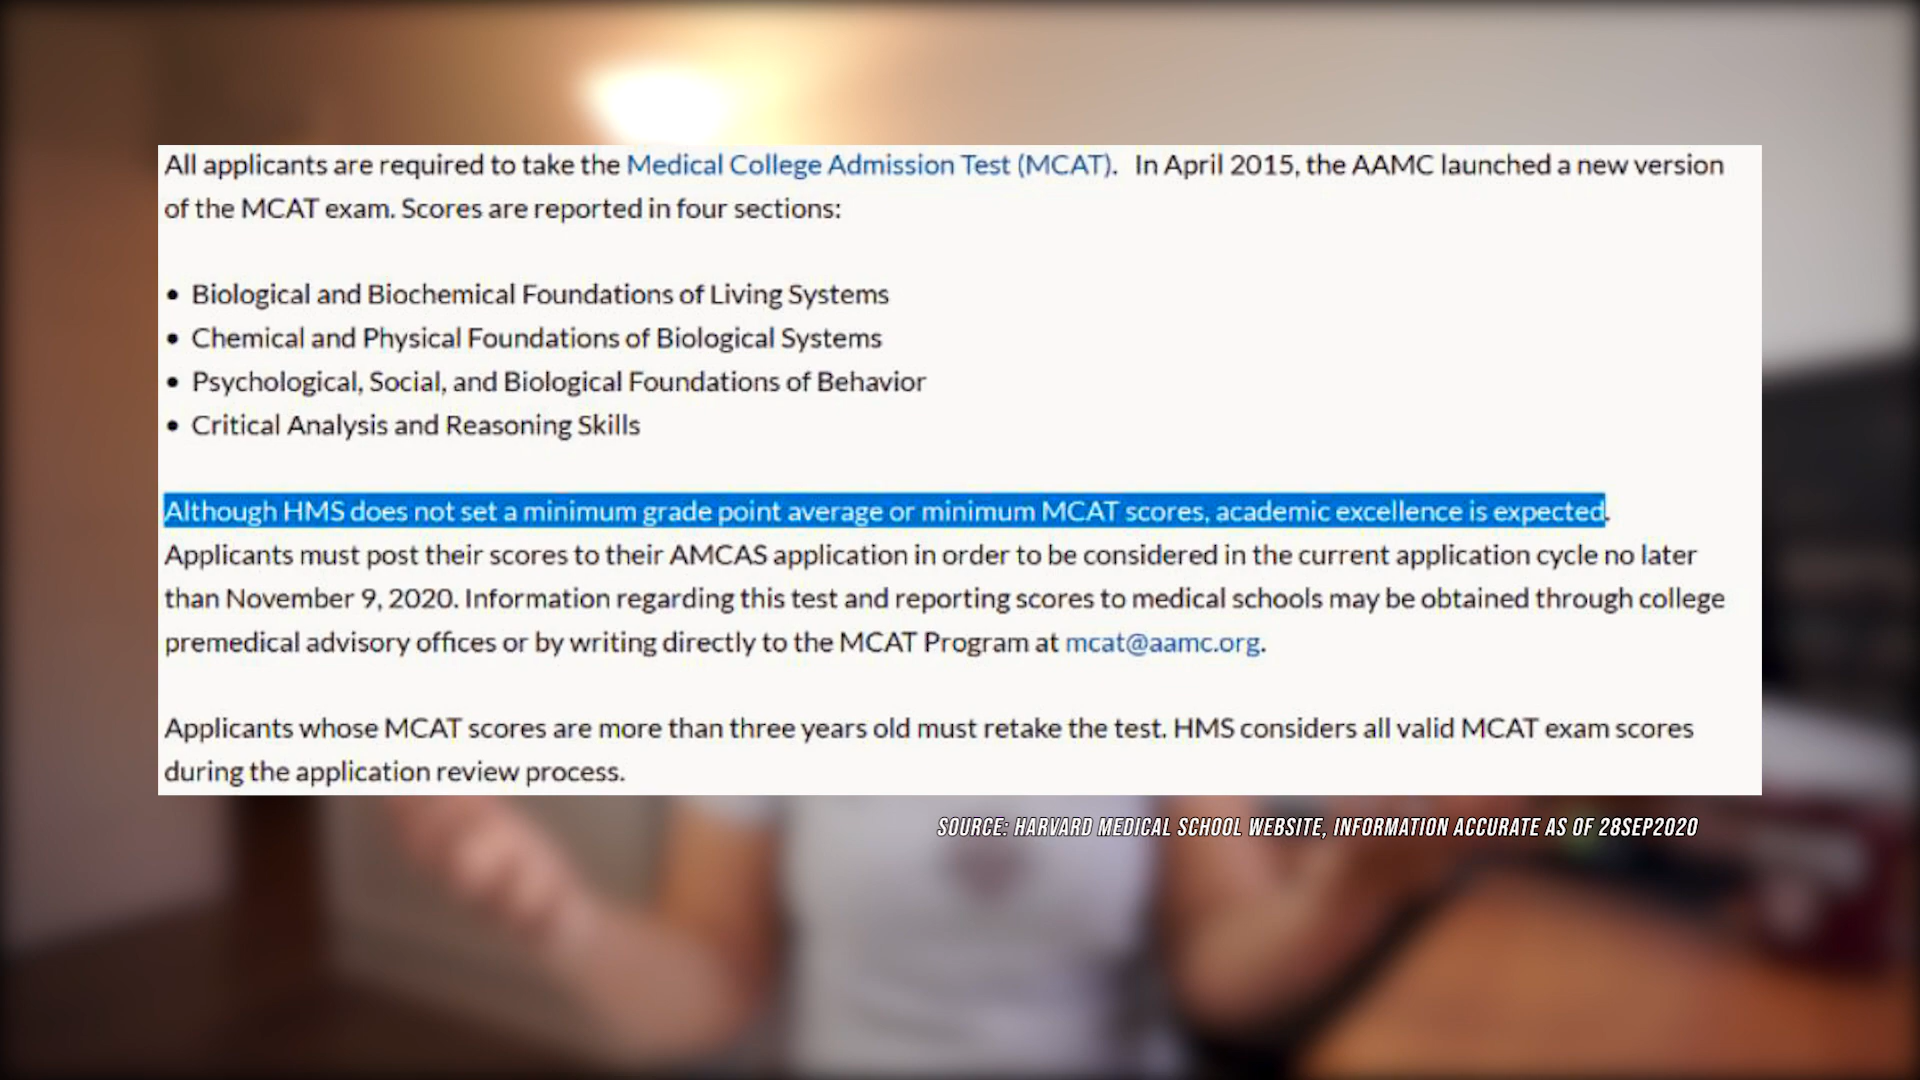 All applicants are required to take the Medical College Admission Test (MCAT). In April 2015, the AAMC launched a new version
of the MCAT exam. Scores are reported in four sections:
• Biological and Biochemical Foundations of Living Systems
• Chemical and Physical Foundations of Biological Systems
• Psychological, Social, and Biological Foundations of Behavior
• Critical Analysis and Reasoning Skills
Although HMS does not set a minimum grade point average or minimum MCAT scores, academic excellence is expected.
Applicants must post their scores to their AMCAS application in order to be considered in the current application cycle no later
than November 9, 2020. Information regarding this test and reporting scores to medical schools may be obtained through college
premedical advisory offices or by writing directly to the MCAT Program at mcat@aamc.org.
Applicants whose MCAT scores are more than three years old must retake the test. HMS considers all valid MCAT exam scores
during the application review process.
SOURCE: HARVARD MEDICAL SCHOOL WEBSITE, INFORMATION ACCURATE AS OF 28SEP2020